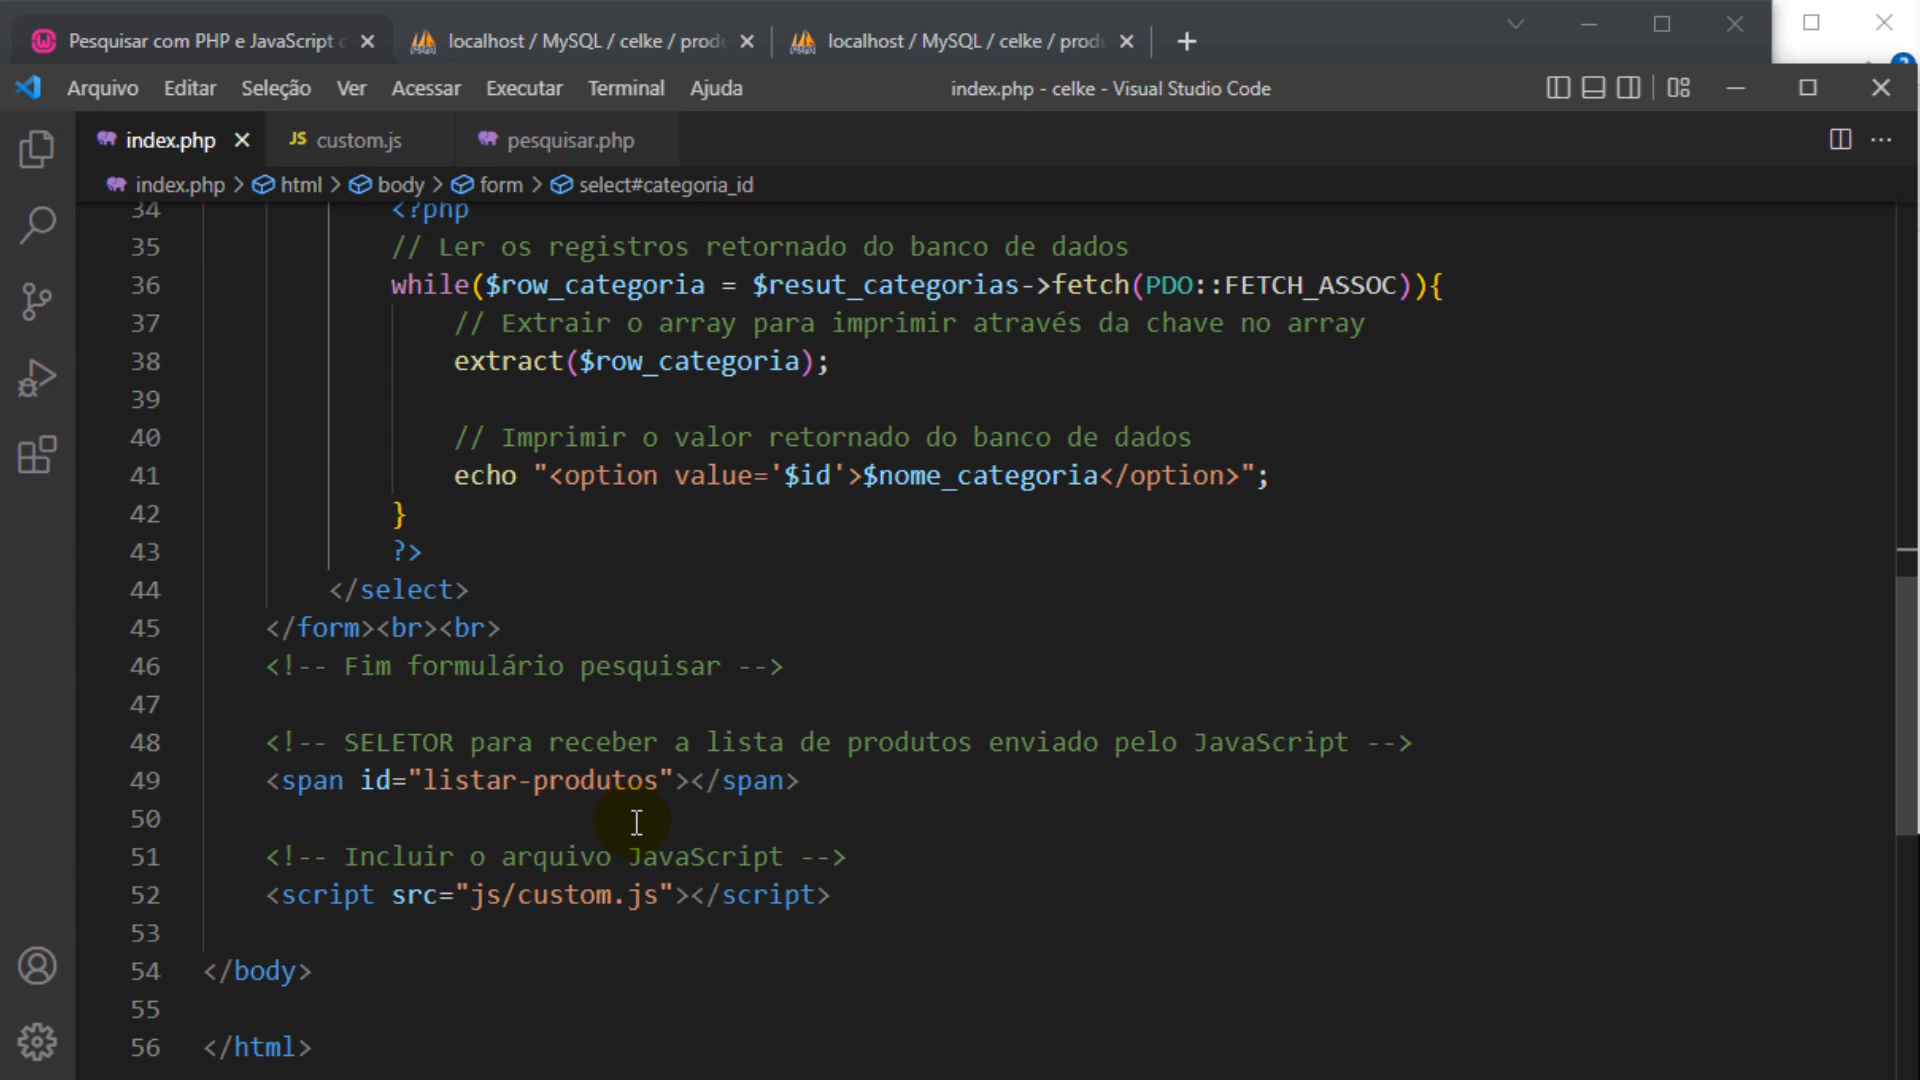 Pesquisar com PHP e JavaScript
localhost / MySQL / celke / prod
localhost / MySQL / celke / prod
Arquivo Editar Seleção Ver Acessar Executar Terminal Ajuda
index.php - celke - Visual Studio Code
index.php
JS custom.js
pesquisar.php
index.php > html > body > form > select#categoria_id
34 <?php
35 // Ler os registros retornado do banco de dados
36 while($row_categoria = $resut_categorias->fetch(PDO::FETCH_ASSOC)){
37 // Extrair o array para imprimir através da chave no array
38 extract($row_categoria);
39
40 // Imprimir o valor retornado do banco de dados
41 echo "<option value='$id'>$nome_categoria</option>";
42 }
43 ?>
44 </select>
45 </form><br><br>
46 <!-- Fim formulário pesquisar -->
47
48 <!-- SELETOR para receber a lista de produtos enviado pelo JavaScript -->
49 <span id="listar-produtos"></span>
50
51 <!-- Incluir o arquivo JavaScript -->
52 <script src="js/custom.js"></script>
53
54 </body>
55
56 </html>